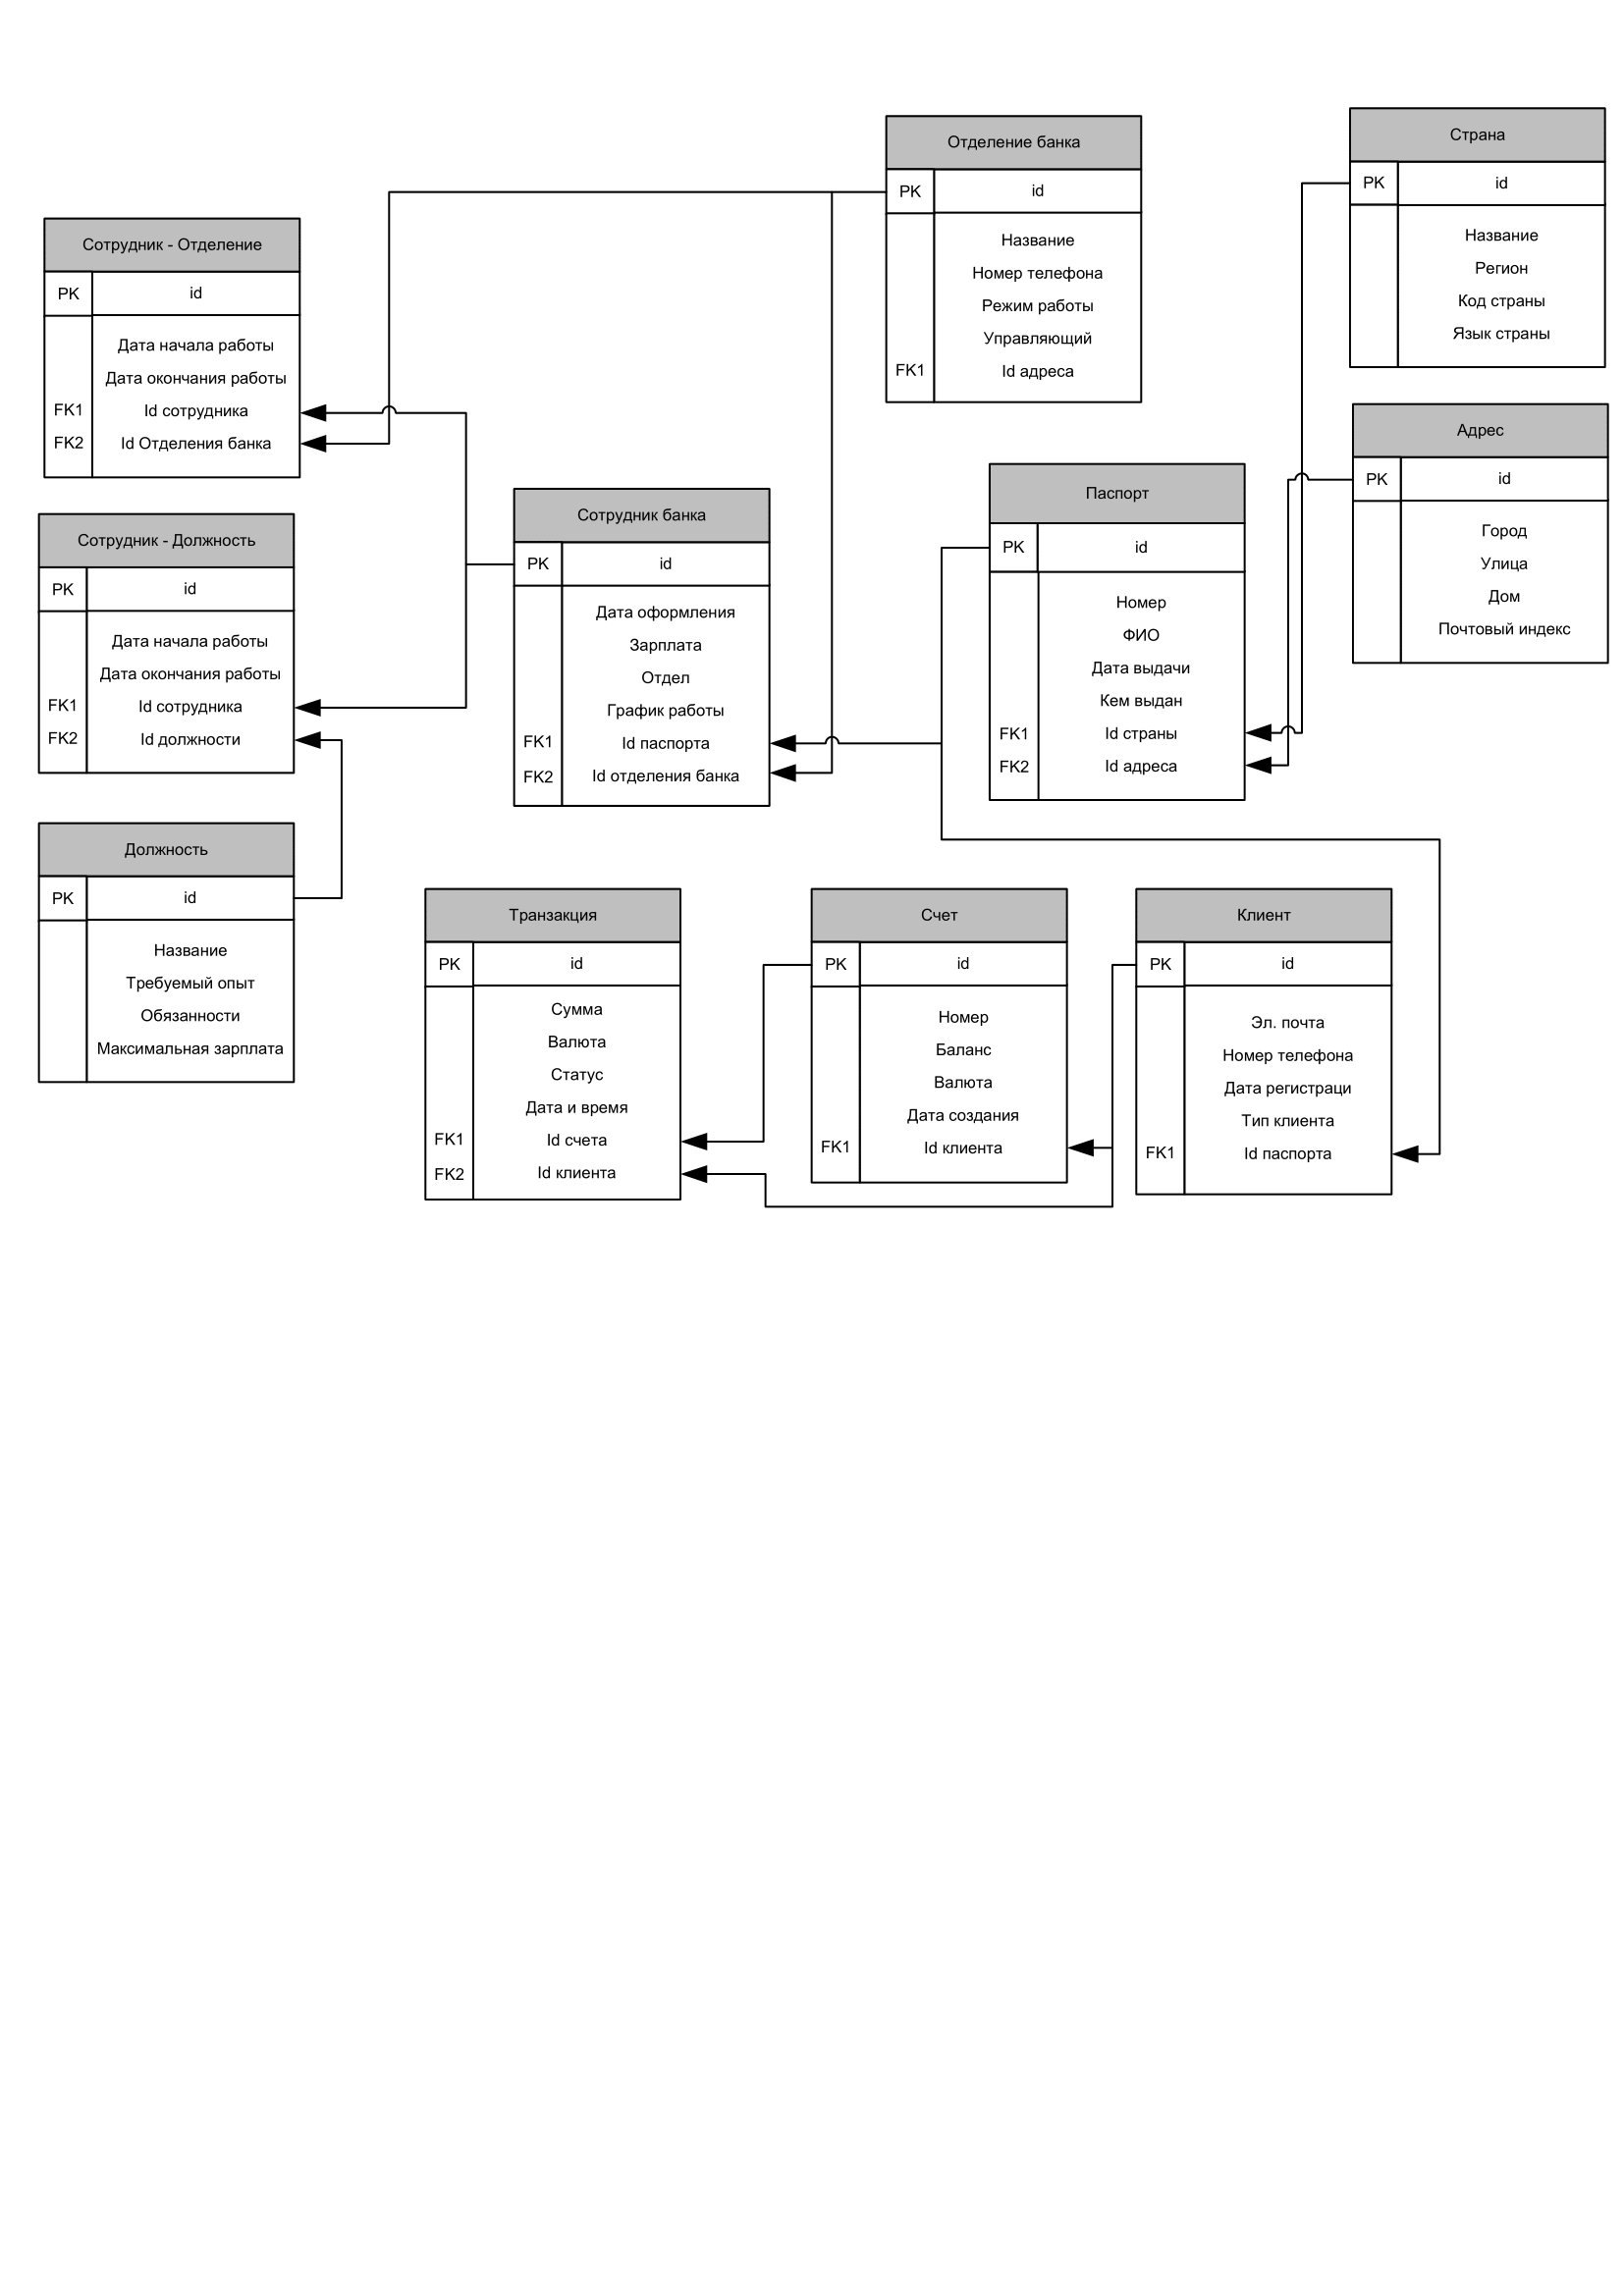 Отделение банка
PK id
Название
Номер телефона
Режим работы
Управляющий
FK1 Id адреса
Страна
PK id
Название
Регион
Код страны
Язык страны
Сотрудник - Отделение
PK id
Дата начала работы
Дата окончания работы
FK1 Id сотрудника
FK2 Id Отделения банка
Адрес
PK id
Город
Улица
Дом
Почтовый индекс
Паспорт
PK id
Номер
ФИО
Дата выдачи
Кем выдан
FK1 Id страны
FK2 Id адреса
Сотрудник банка
PK id
Дата оформления
Зарплата
Отдел
График работы
FK1 Id паспорта
FK2 Id отделения банка
Сотрудник - Должность
PK id
Дата начала работы
Дата окончания работы
FK1 Id сотрудника
FK2 Id должности
Должность
PK id
Название
Требуемый опыт
Обязанности
Максимальная зарплата
Транзакция
PK id
Сумма
Валюта
Статус
Дата и время
FK1 Id счета
FK2 Id клиента
Счет
PK id
Номер
Баланс
Валюта
Дата создания
FK1 Id клиента
Клиент
PK id
Эл. почта
Номер телефона
Дата регистраци
Тип клиента
FK1 Id паспорта